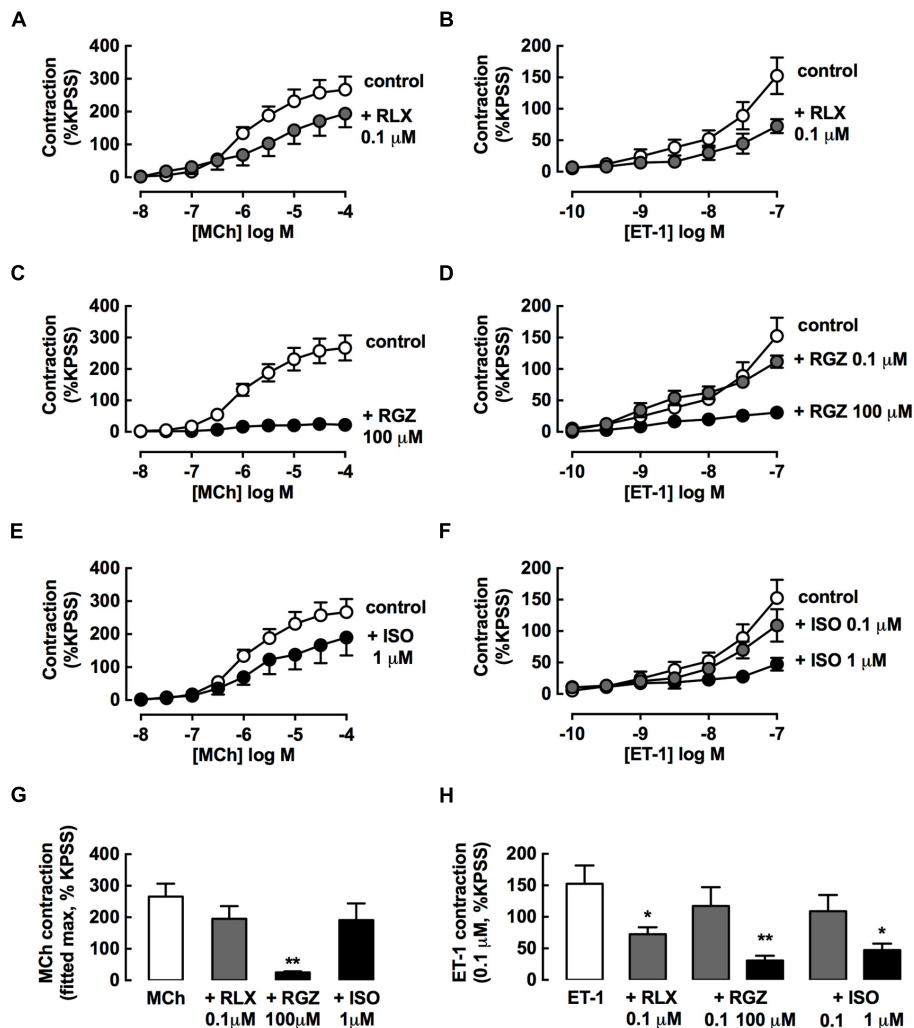 A
Contraction
(%KPSS)
400
300
200
100
0
-8 -7 -6 -5 -4
[MCh] log M
control
+ RLX
0.1 µM
B
Contraction
(%KPSS)
200
150
100
50
0
-10 -9 -8 -7
[ET-1] log M
control
+ RLX
0.1 µM
C
Contraction
(%KPSS)
400
300
200
100
0
-8 -7 -6 -5 -4
[MCh] log M
control
+ RGZ
100 µM
D
Contraction
(%KPSS)
200
150
100
50
0
-10 -9 -8 -7
[ET-1] log M
control
+ RGZ 0.1 µM
+ RGZ 100 µM
E
Contraction
(%KPSS)
400
300
200
100
0
-8 -7 -6 -5 -4
[MCh] log M
control
+ ISO
1 µM
F
Contraction
(%KPSS)
200
150
100
50
0
-10 -9 -8 -7
[ET-1] log M
control
+ ISO 0.1 µM
+ ISO 1 µM
G
MCh contraction
(fitted max, % KPSS)
400
300
200
100
0
**
MCh + RLX + RGZ + ISO
0.1µM 100µM 1µM
H
ET-1 contraction
(0.1 µM, %KPSS)
200
150
100
50
0
* ** *
ET-1 + RLX + RGZ + ISO
0.1 µM 0.1 100 µM 0.1 1 µM